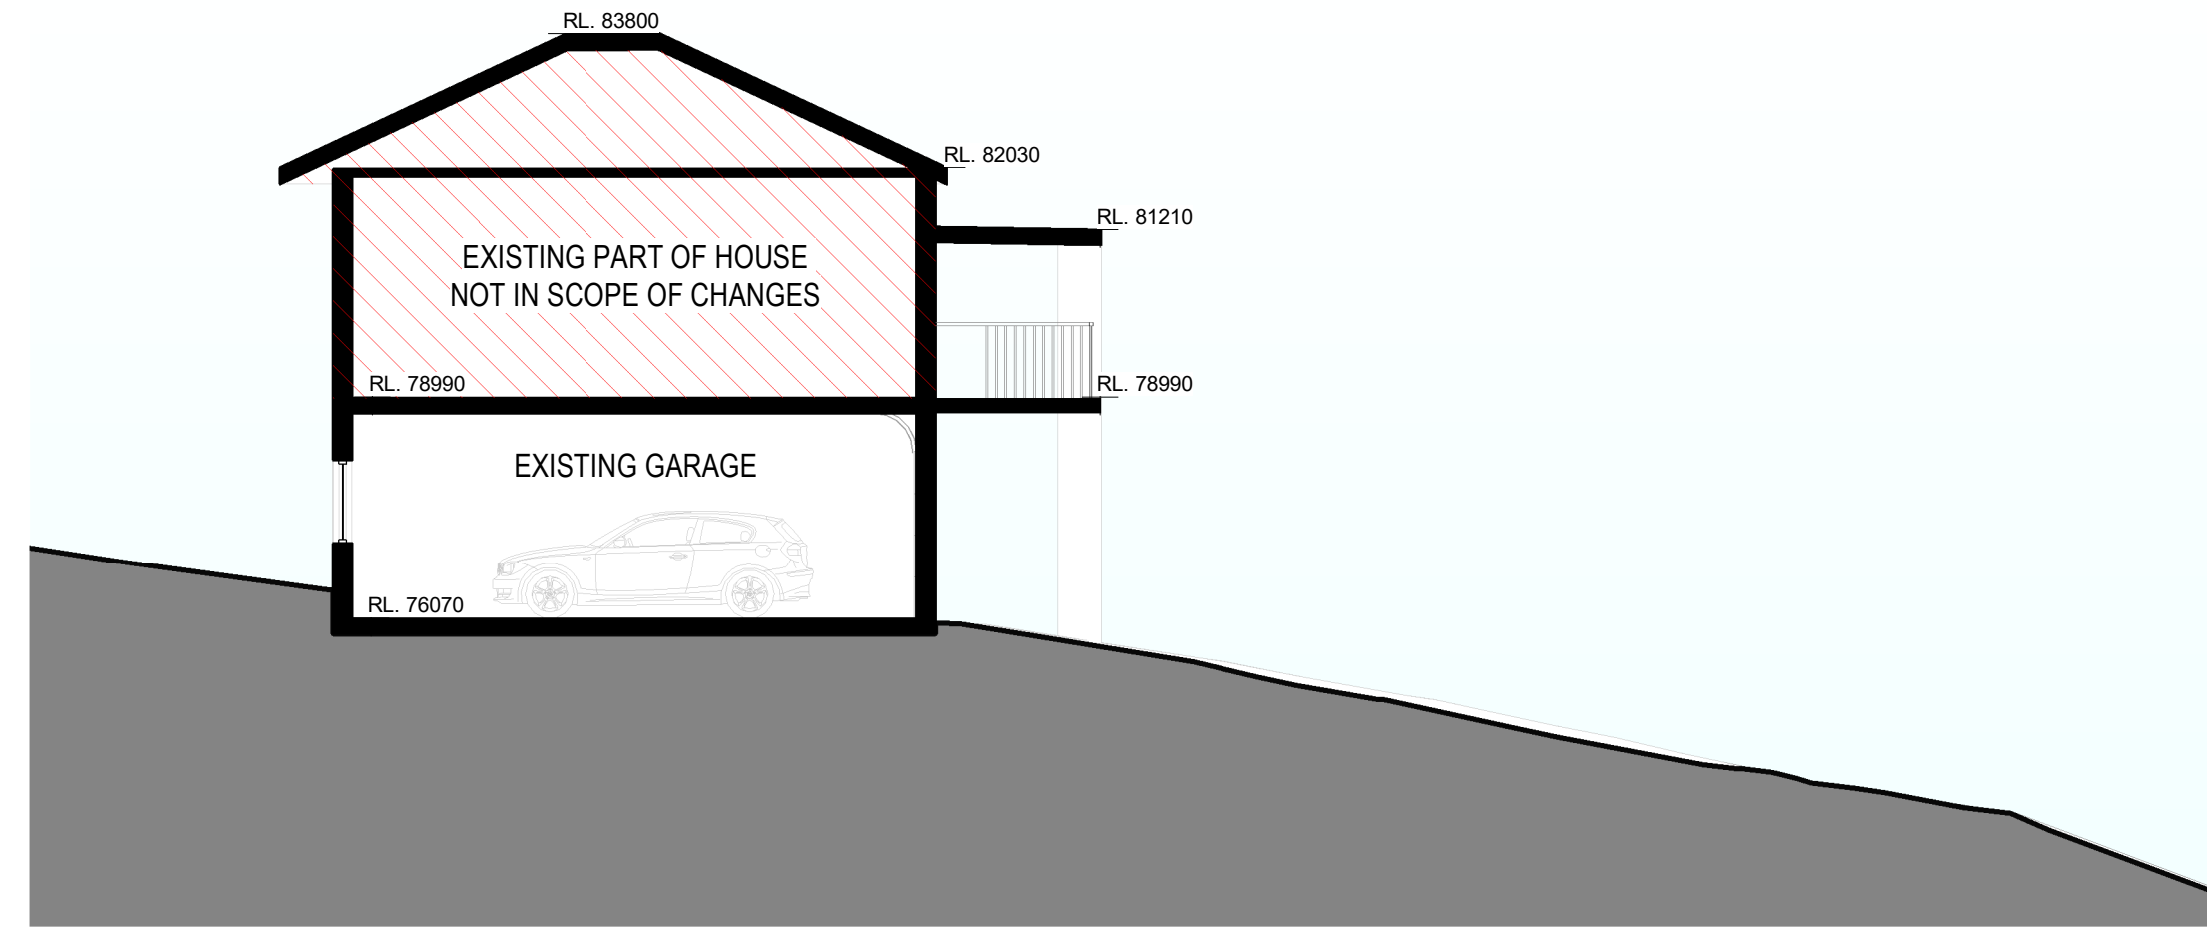 RL. 83800
RL. 82030
RL. 81210
EXISTING PART OF HOUSE
NOT IN SCOPE OF CHANGES
RL. 78990
RL. 78990
EXISTING GARAGE
RL. 76070